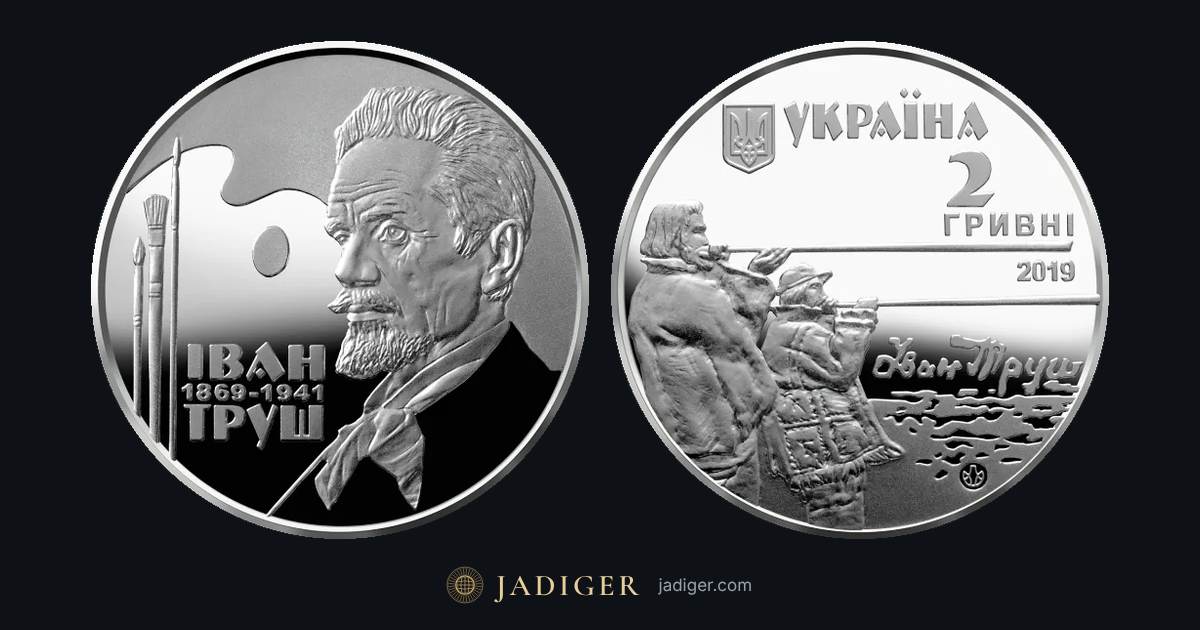 ІВАН
1869-1941
ТРУШ
УКРАЇНА
2
ГРИВНІ
2019
Іван Труш
JADIGER jadiger.com